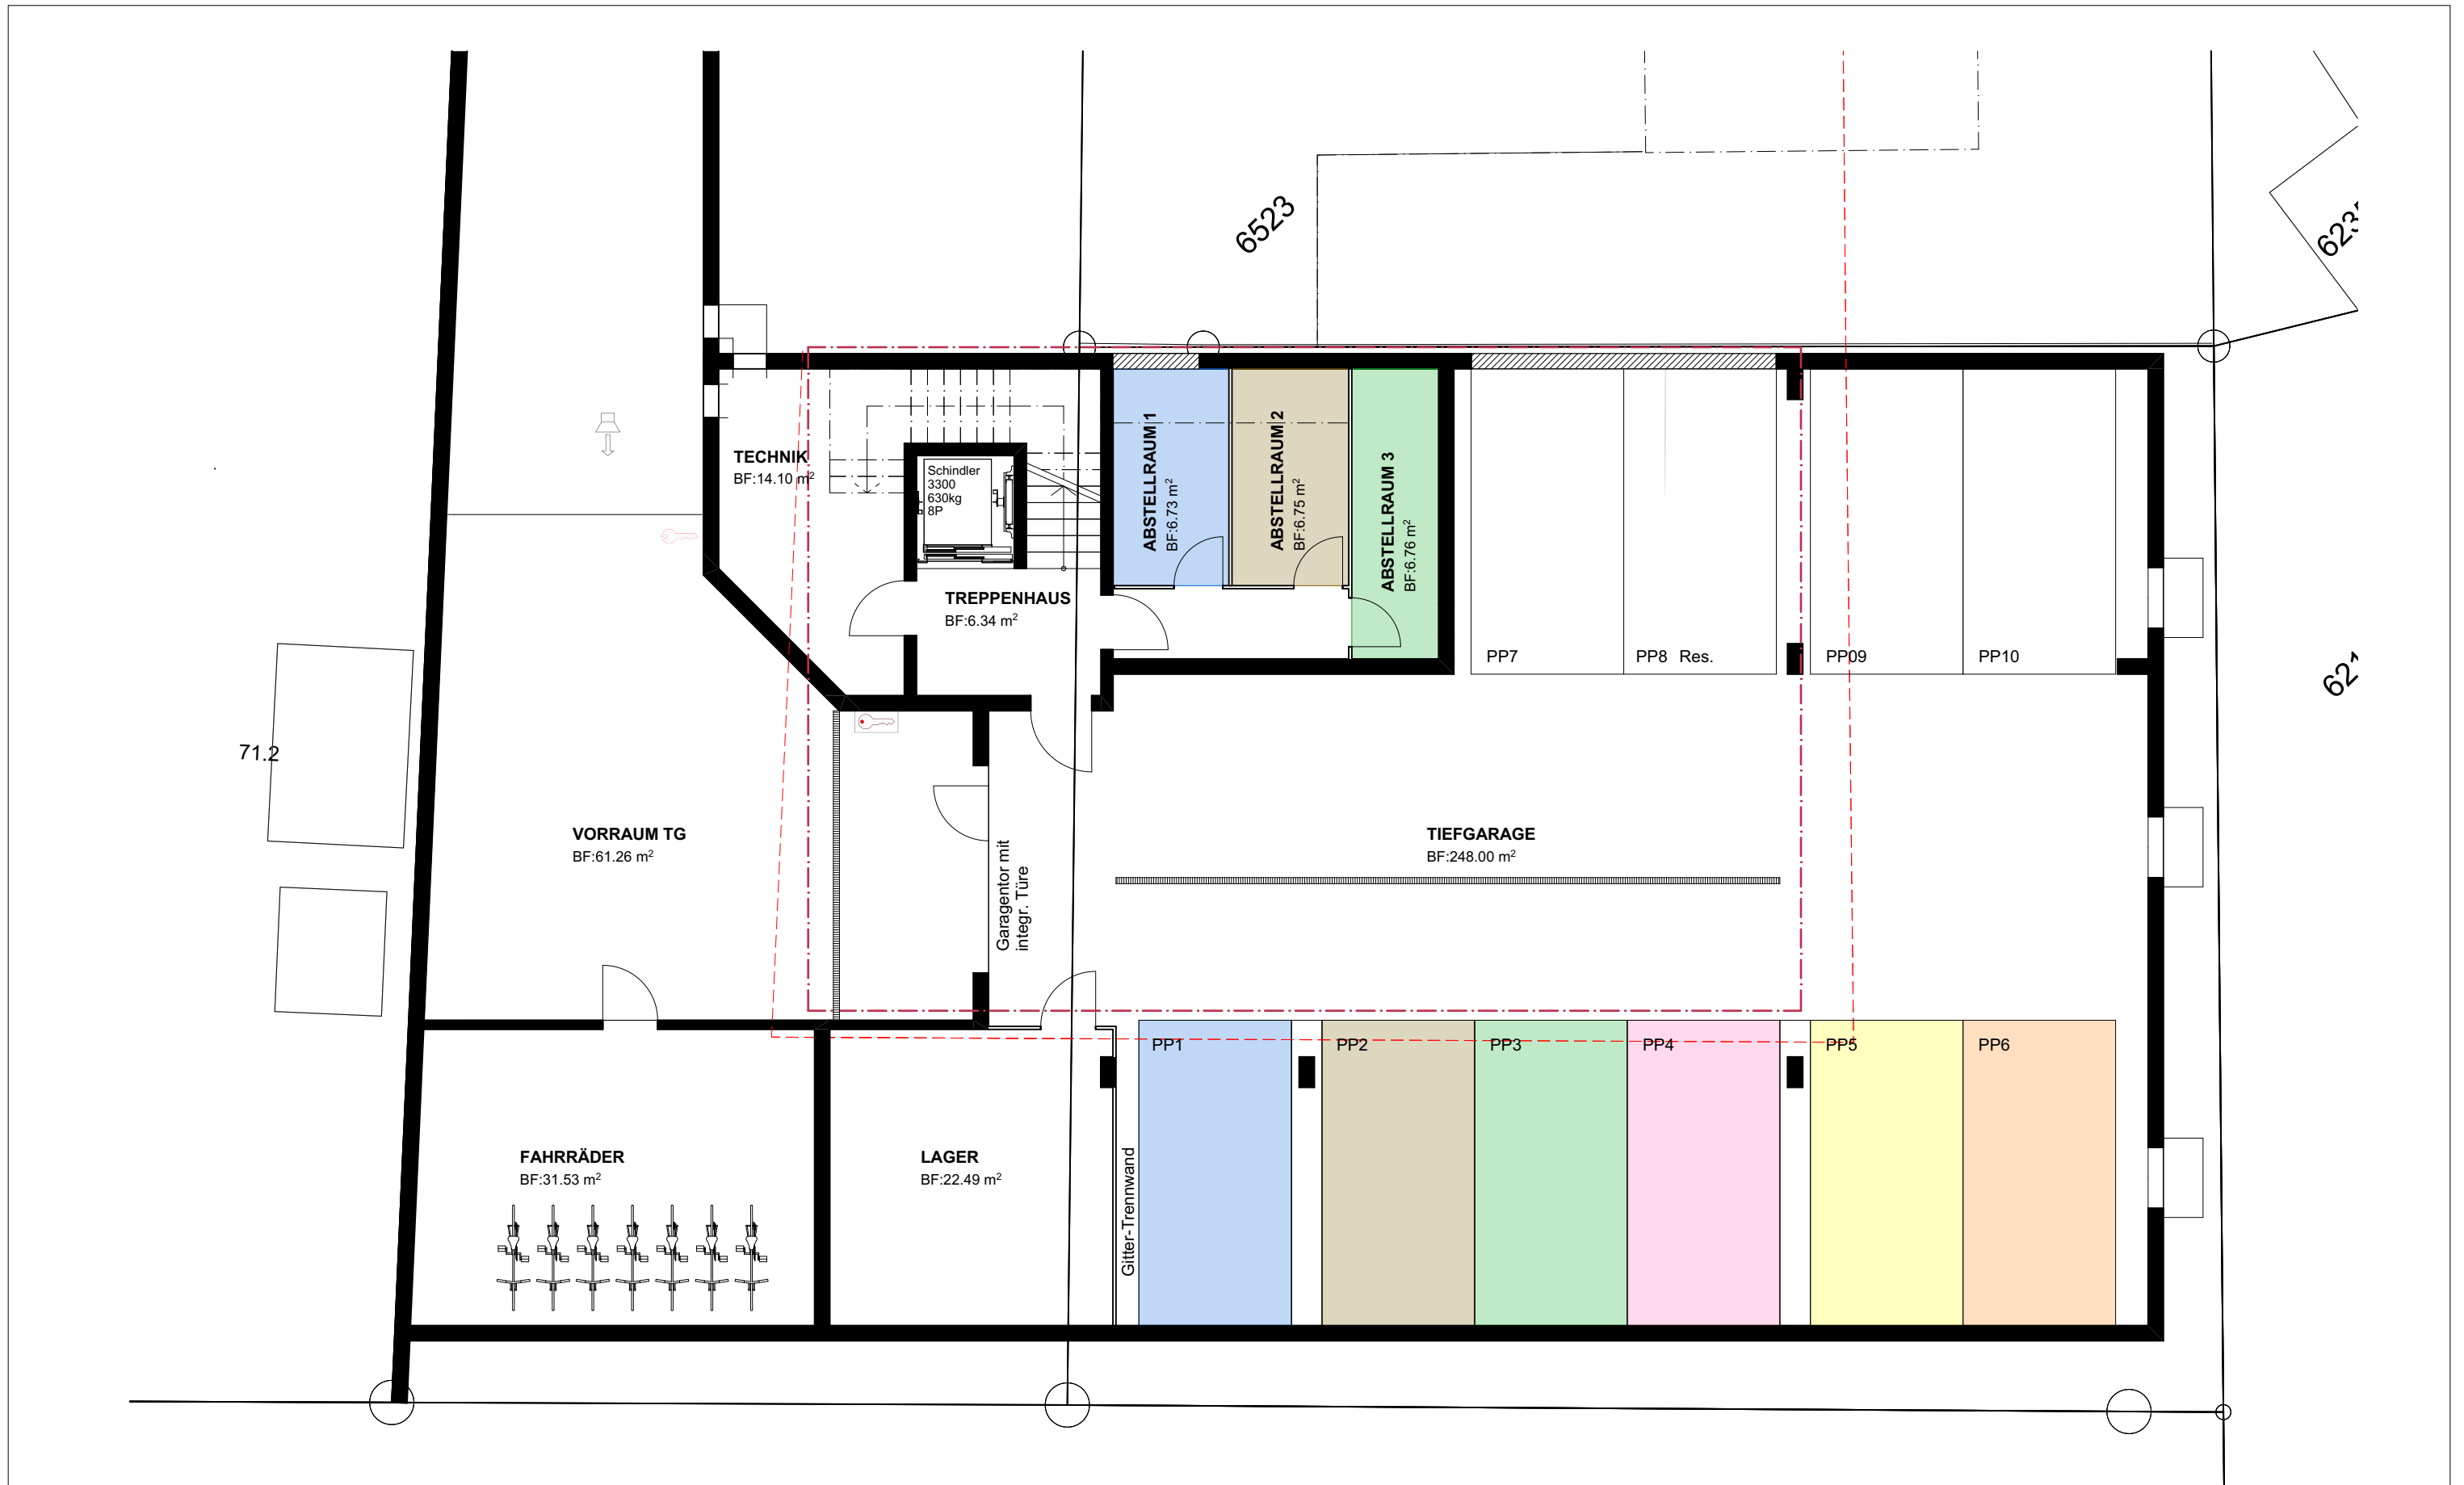 6523
TECHNIK
BF:14.10 m²
Schindler
3300
630kg
8P
TREPPENHAUS
BF:6.34 m²
ABSTELLRAUM 1
BF:6.73 m²
ABSTELLRAUM 2
BF:6.75 m²
ABSTELLRAUM 3
BF:6.76 m²
PP7
PP8 Res.
PP09
PP10
71.2
VORRAUM TG
BF:61.26 m²
Garagentor mit
integr. Türe
TIEFGARAGE
BF:248.00 m²
PP1
PP2
PP3
PP4
PP5
PP6
FAHRRÄDER
BF:31.53 m²
LAGER
BF:22.49 m²
Gitter-Trennwand